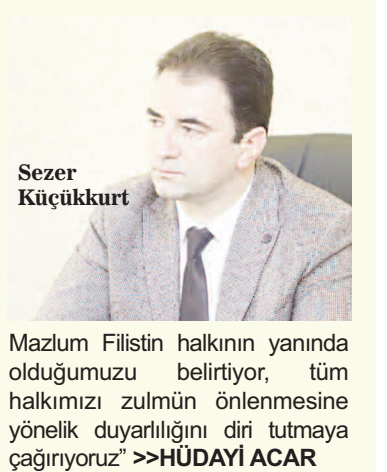 Sezer
Küçükkurt
Mazlum Filistin halkının yanında
olduğumuzu belirtiyor, tüm
halkımızı zulmün önlenmesine
yönelik duyarlılığını diri tutmaya
çağırıyoruz” >>HÜDAYİ ACAR